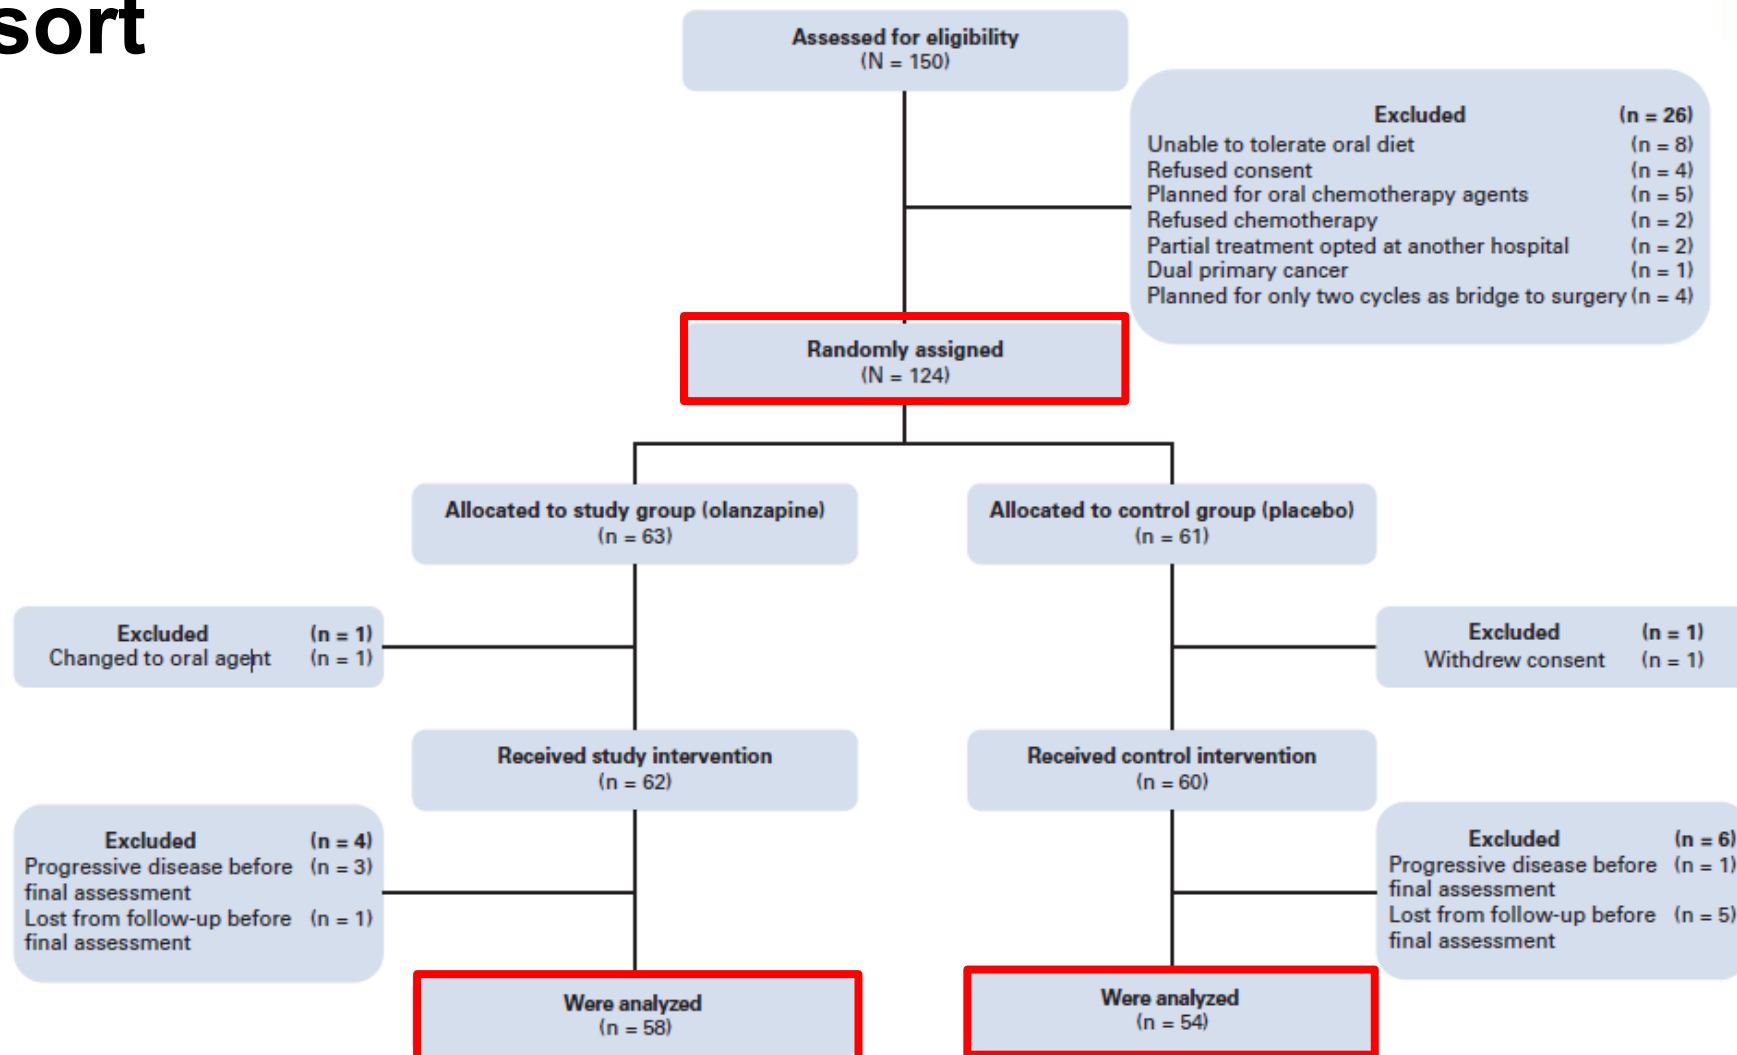 sort
Assessed for eligibility
(N = 150)
Excluded (n = 26)
Unable to tolerate oral diet (n = 8)
Refused consent (n = 4)
Planned for oral chemotherapy agents (n = 5)
Refused chemotherapy (n = 2)
Partial treatment opted at another hospital (n = 2)
Dual primary cancer (n = 1)
Planned for only two cycles as bridge to surgery (n = 4)
Randomly assigned
(N = 124)
Allocated to study group (olanzapine)
(n = 63)
Allocated to control group (placebo)
(n = 61)
Excluded (n = 1)
Changed to oral agent (n = 1)
Excluded (n = 1)
Withdrew consent (n = 1)
Received study intervention
(n = 62)
Received control intervention
(n = 60)
Excluded (n = 4)
Progressive disease before (n = 3)
final assessment
Lost from follow-up before (n = 1)
final assessment
Excluded (n = 6)
Progressive disease before (n = 1)
final assessment
Lost from follow-up before (n = 5)
final assessment
Were analyzed
(n = 58)
Were analyzed
(n = 54)